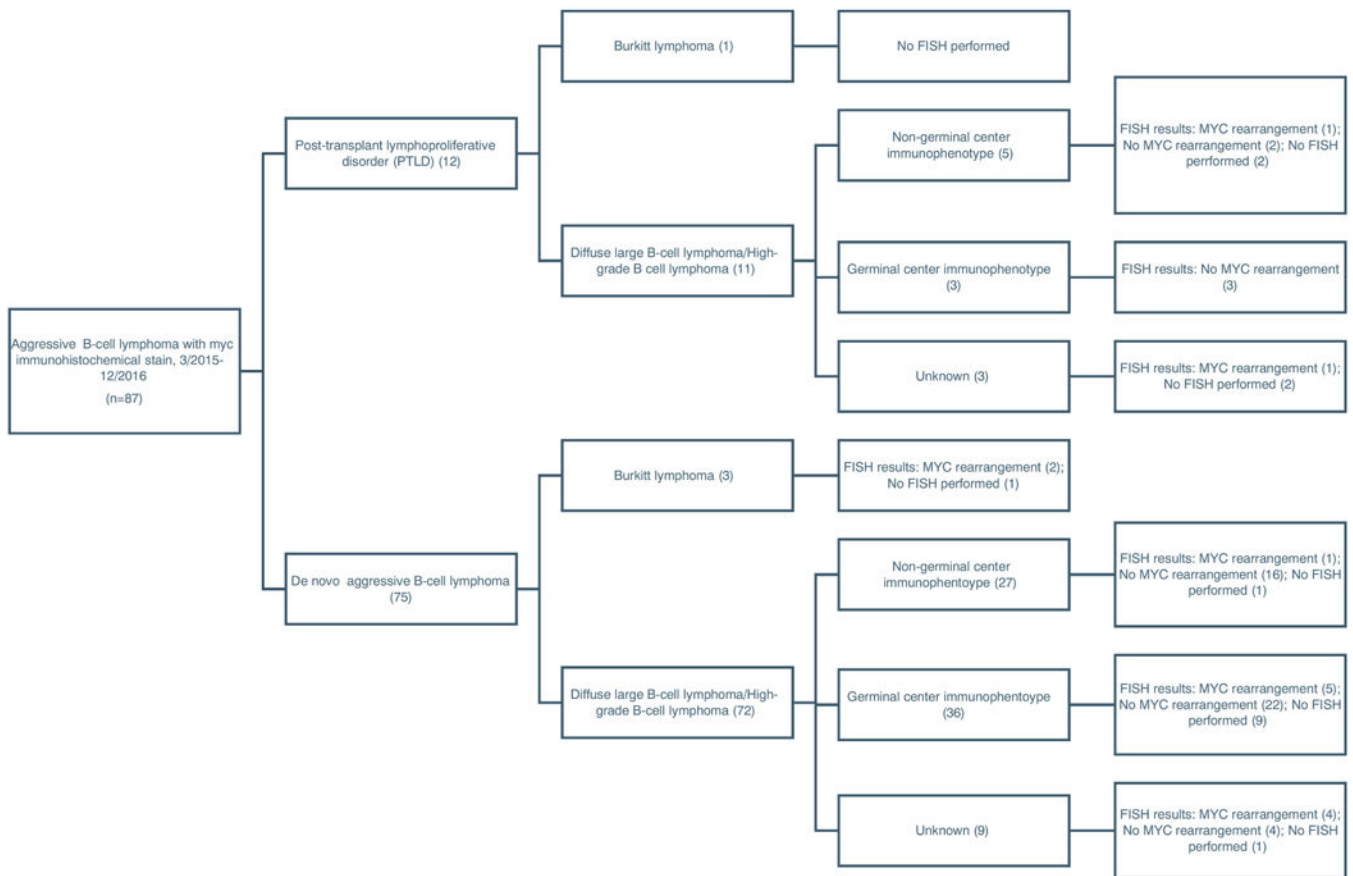 Aggressive B-cell lymphoma with myc
immunohistochemical stain, 3/2015-
12/2016
(n=87)
Post-transplant lymphoproliferative
disorder (PTLD) (12)
Burkitt lymphoma (1)
No FISH performed
Diffuse large B-cell lymphoma/High-
grade B cell lymphoma (11)
Non-germinal center
immunophenotype (5)
FISH results: MYC rearrangement (1);
No MYC rearrangement (2); No FISH
perrformed (2)
Germinal center immunophenotype
(3)
FISH results: No MYC rearrangement
(3)
Unknown (3)
FISH results: MYC rearrangement (1);
No FISH performed (2)
De novo aggressive B-cell lymphoma
(75)
Burkitt lymphoma (3)
FISH results: MYC rearrangement (2);
No FISH performed (1)
Diffuse large B-cell lymphoma/High-
grade B-cell lymphoma (72)
Non-germinal center
immunophentoype (27)
FISH results: MYC rearrangement (1);
No MYC rearrangement (16); No FISH
performed (1)
Germinal center immunophentoype
(36)
FISH results: MYC rearrangement (5);
No MYC rearrangement (22); No FISH
performed (9)
Unknown (9)
FISH results: MYC rearrangement (4);
No MYC rearrangement (4); No FISH
performed (1)